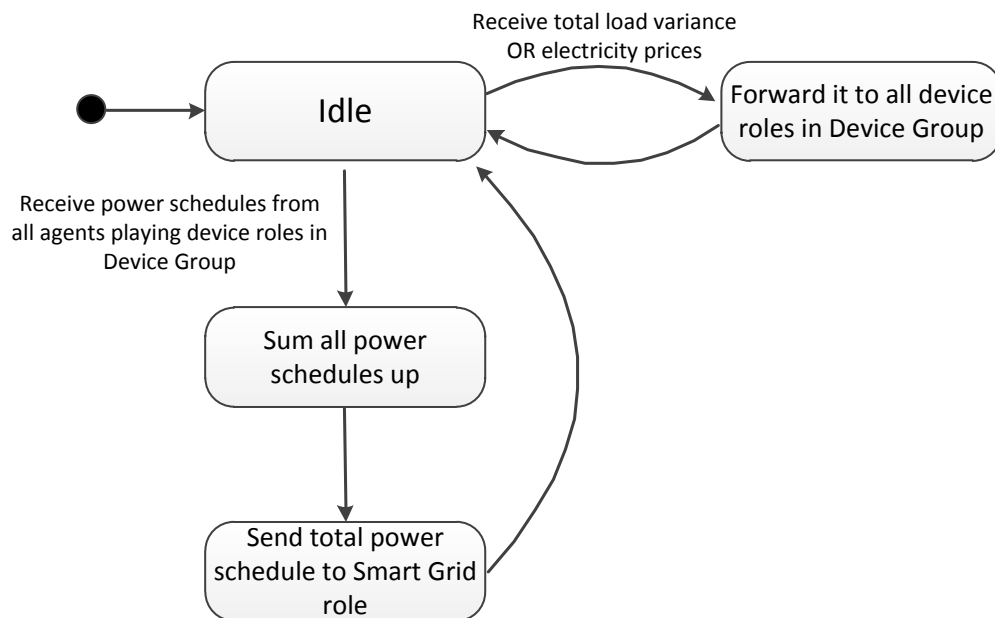 Receive total load variance
OR electricity prices
Idle
Forward it to all device
roles in Device Group
Receive power schedules from
all agents playing device roles in
Device Group
Sum all power
schedules up
Send total power
schedule to Smart Grid
role